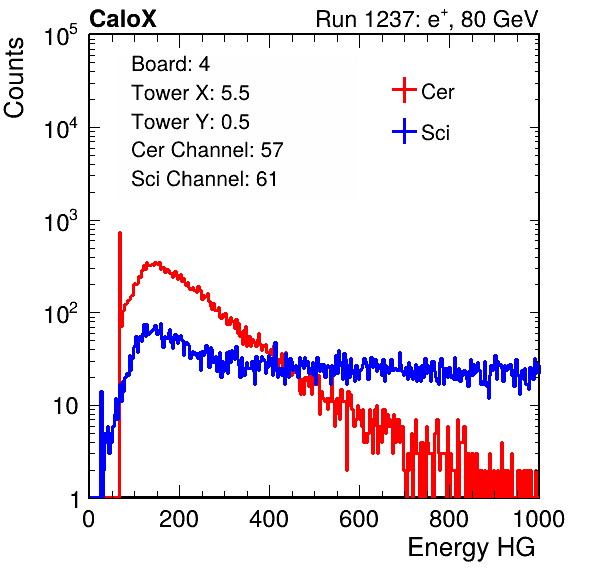 CaloX Run 1237: e⁺, 80 GeV
Board: 4
Tower X: 5.5
Tower Y: 0.5
Cer Channel: 57
Sci Channel: 61
Cer
Sci
Counts
10⁵
10⁴
10³
10²
10
1
0 200 400 600 800 1000
Energy HG